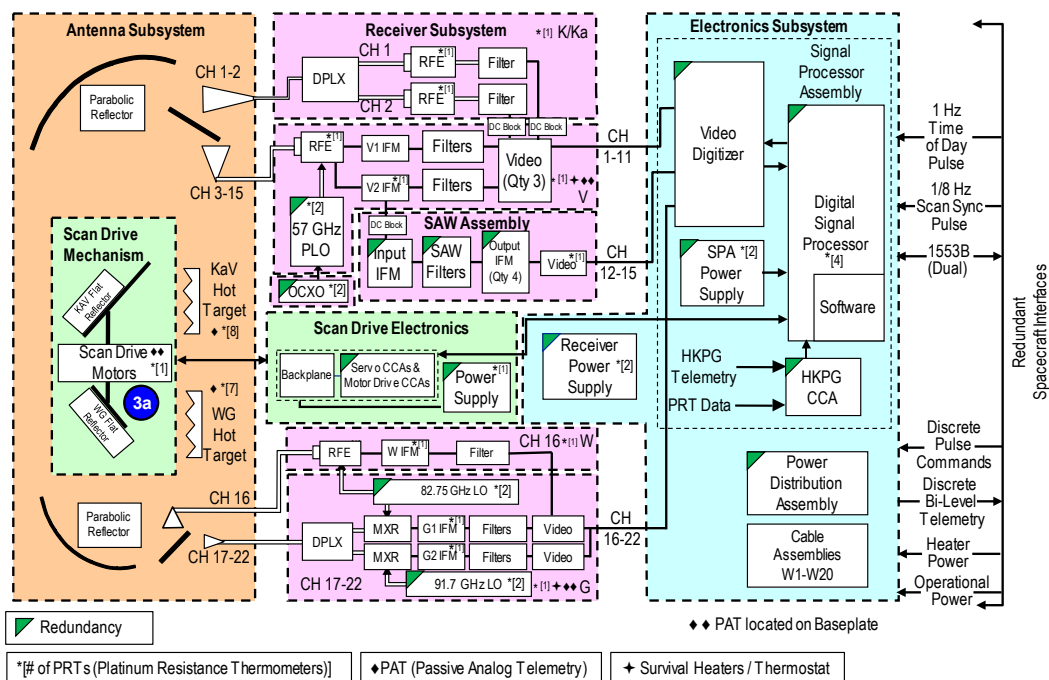 Antenna Subsystem
Parabolic
Reflector
CH 1-2
CH 3-15
Scan Drive
Mechanism
KAV Flat
Reflector
KaV
Hot
Target
♦ *[8]
Scan Drive ♦♦
Motors *[1]
3a
WG Flat
Reflector
♦ *[7]
WG
Hot
Target
CH 16
Parabolic
Reflector
CH 17-22
Receiver Subsystem
*[1] K/Ka
CH 1
DPLX
RFE *[1]
Filter
CH 2
RFE *[1]
Filter
DC Block
DC Block
RFE *[1]
V1 IFM
Filters
Video
(Qty 3)
V2 IFM *[1]
Filters
*[1] ✦ ♦♦
V
CH
1-11
*[2]
57 GHz
PLO
DC Block
SAW Assembly
Input
IFM
SAW
Filters
Output
IFM
(Qty 4)
Video *[1]
CH
12-15
OCXO *[2]
Scan Drive Electronics
Backplane
Servo CCAs &
Motor Drive CCAs
Power *[1]
Supply
CH 16 *[1] W
RFE
W IFM *[1]
Filter
82.75 GHz LO *[2]
DPLX
MXR
G1 IFM *[1]
Filters
Video
MXR
G2 IFM *[1]
Filters
Video
CH
16-22
CH 17-22
91.7 GHz LO *[2]
*[1] ✦ ♦♦ G
Electronics Subsystem
Signal
Processor
Assembly
Video
Digitizer
Digital
Signal
Processor
*[4]
Software
SPA *[2]
Power
Supply
Receiver
Power *[2]
Supply
HKPG
Telemetry
PRT Data
HKPG
CCA
Power
Distribution
Assembly
Cable
Assemblies
W1-W20
1 Hz
Time
of Day
Pulse
1/8 Hz
Scan Sync
Pulse
1553B
(Dual)
Redundant
Spacecraft Interfaces
Discrete
Pulse
Commands
Discrete
Bi-Level
Telemetry
Heater
Power
Operational
Power
Redundancy
♦ ♦ PAT located on Baseplate
*[# of PRTs (Platinum Resistance Thermometers)]
♦PAT (Passive Analog Telemetry)
✦ Survival Heaters / Thermostat